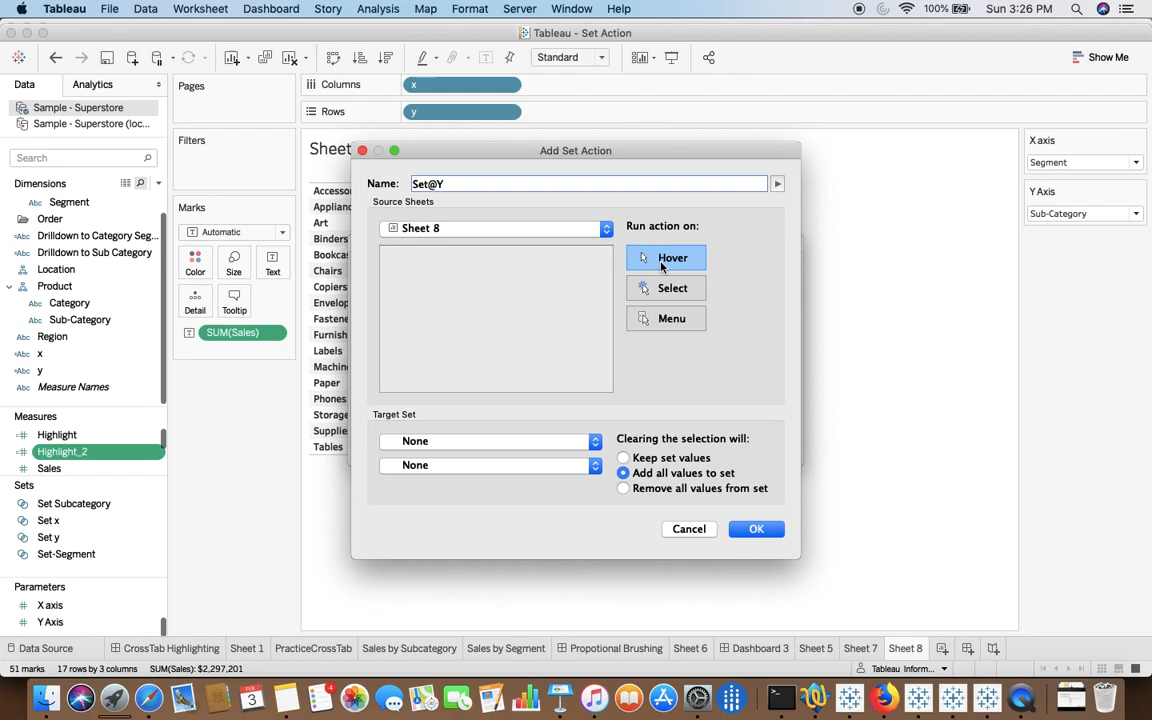 Tableau File Data Worksheet Dashboard Story Analysis Map Format Server Window Help 100% Sun 3:26 PM
Tableau - Set Action
Standard Show Me
Data Analytics Pages Columns x
Rows y
Sample - Superstore
Sample - Superstore (loc...
Search
Filters
Dimensions
Segment
Order
Drilldown to Category Seg...
Drilldown to Sub Category
Location
Product
Category
Sub-Category
Region
x
y
Measure Names
Measures
Highlight
Highlight_2
Sales
Sets
Set Subcategory
Set x
Set y
Set-Segment
Parameters
X axis
Y Axis
Marks
Automatic
Color Size Text
Detail Tooltip
SUM(Sales)
Sheet
Accesso
Applianc
Art
Binders
Bookcas
Chairs
Copiers
Envelop
Fastene
Furnish
Labels
Machin
Paper
Phones
Storage
Supplie
Tables
Add Set Action
Name: Set@Y
Source Sheets
Sheet 8
Run action on:
Hover
Select
Menu
Target Set
None
None
Clearing the selection will:
Keep set values
Add all values to set
Remove all values from set
Cancel OK
X axis
Segment
Y Axis
Sub-Category
Data Source CrossTab Highlighting Sheet 1 PracticeCrossTab Sales by Subcategory Sales by Segment Propotional Brushing Sheet 6 Dashboard 3 Sheet 5 Sheet 7 Sheet 8
51 marks 17 rows by 3 columns SUM(Sales): $2,297,201 Tableau Inform...
FEB
3
4